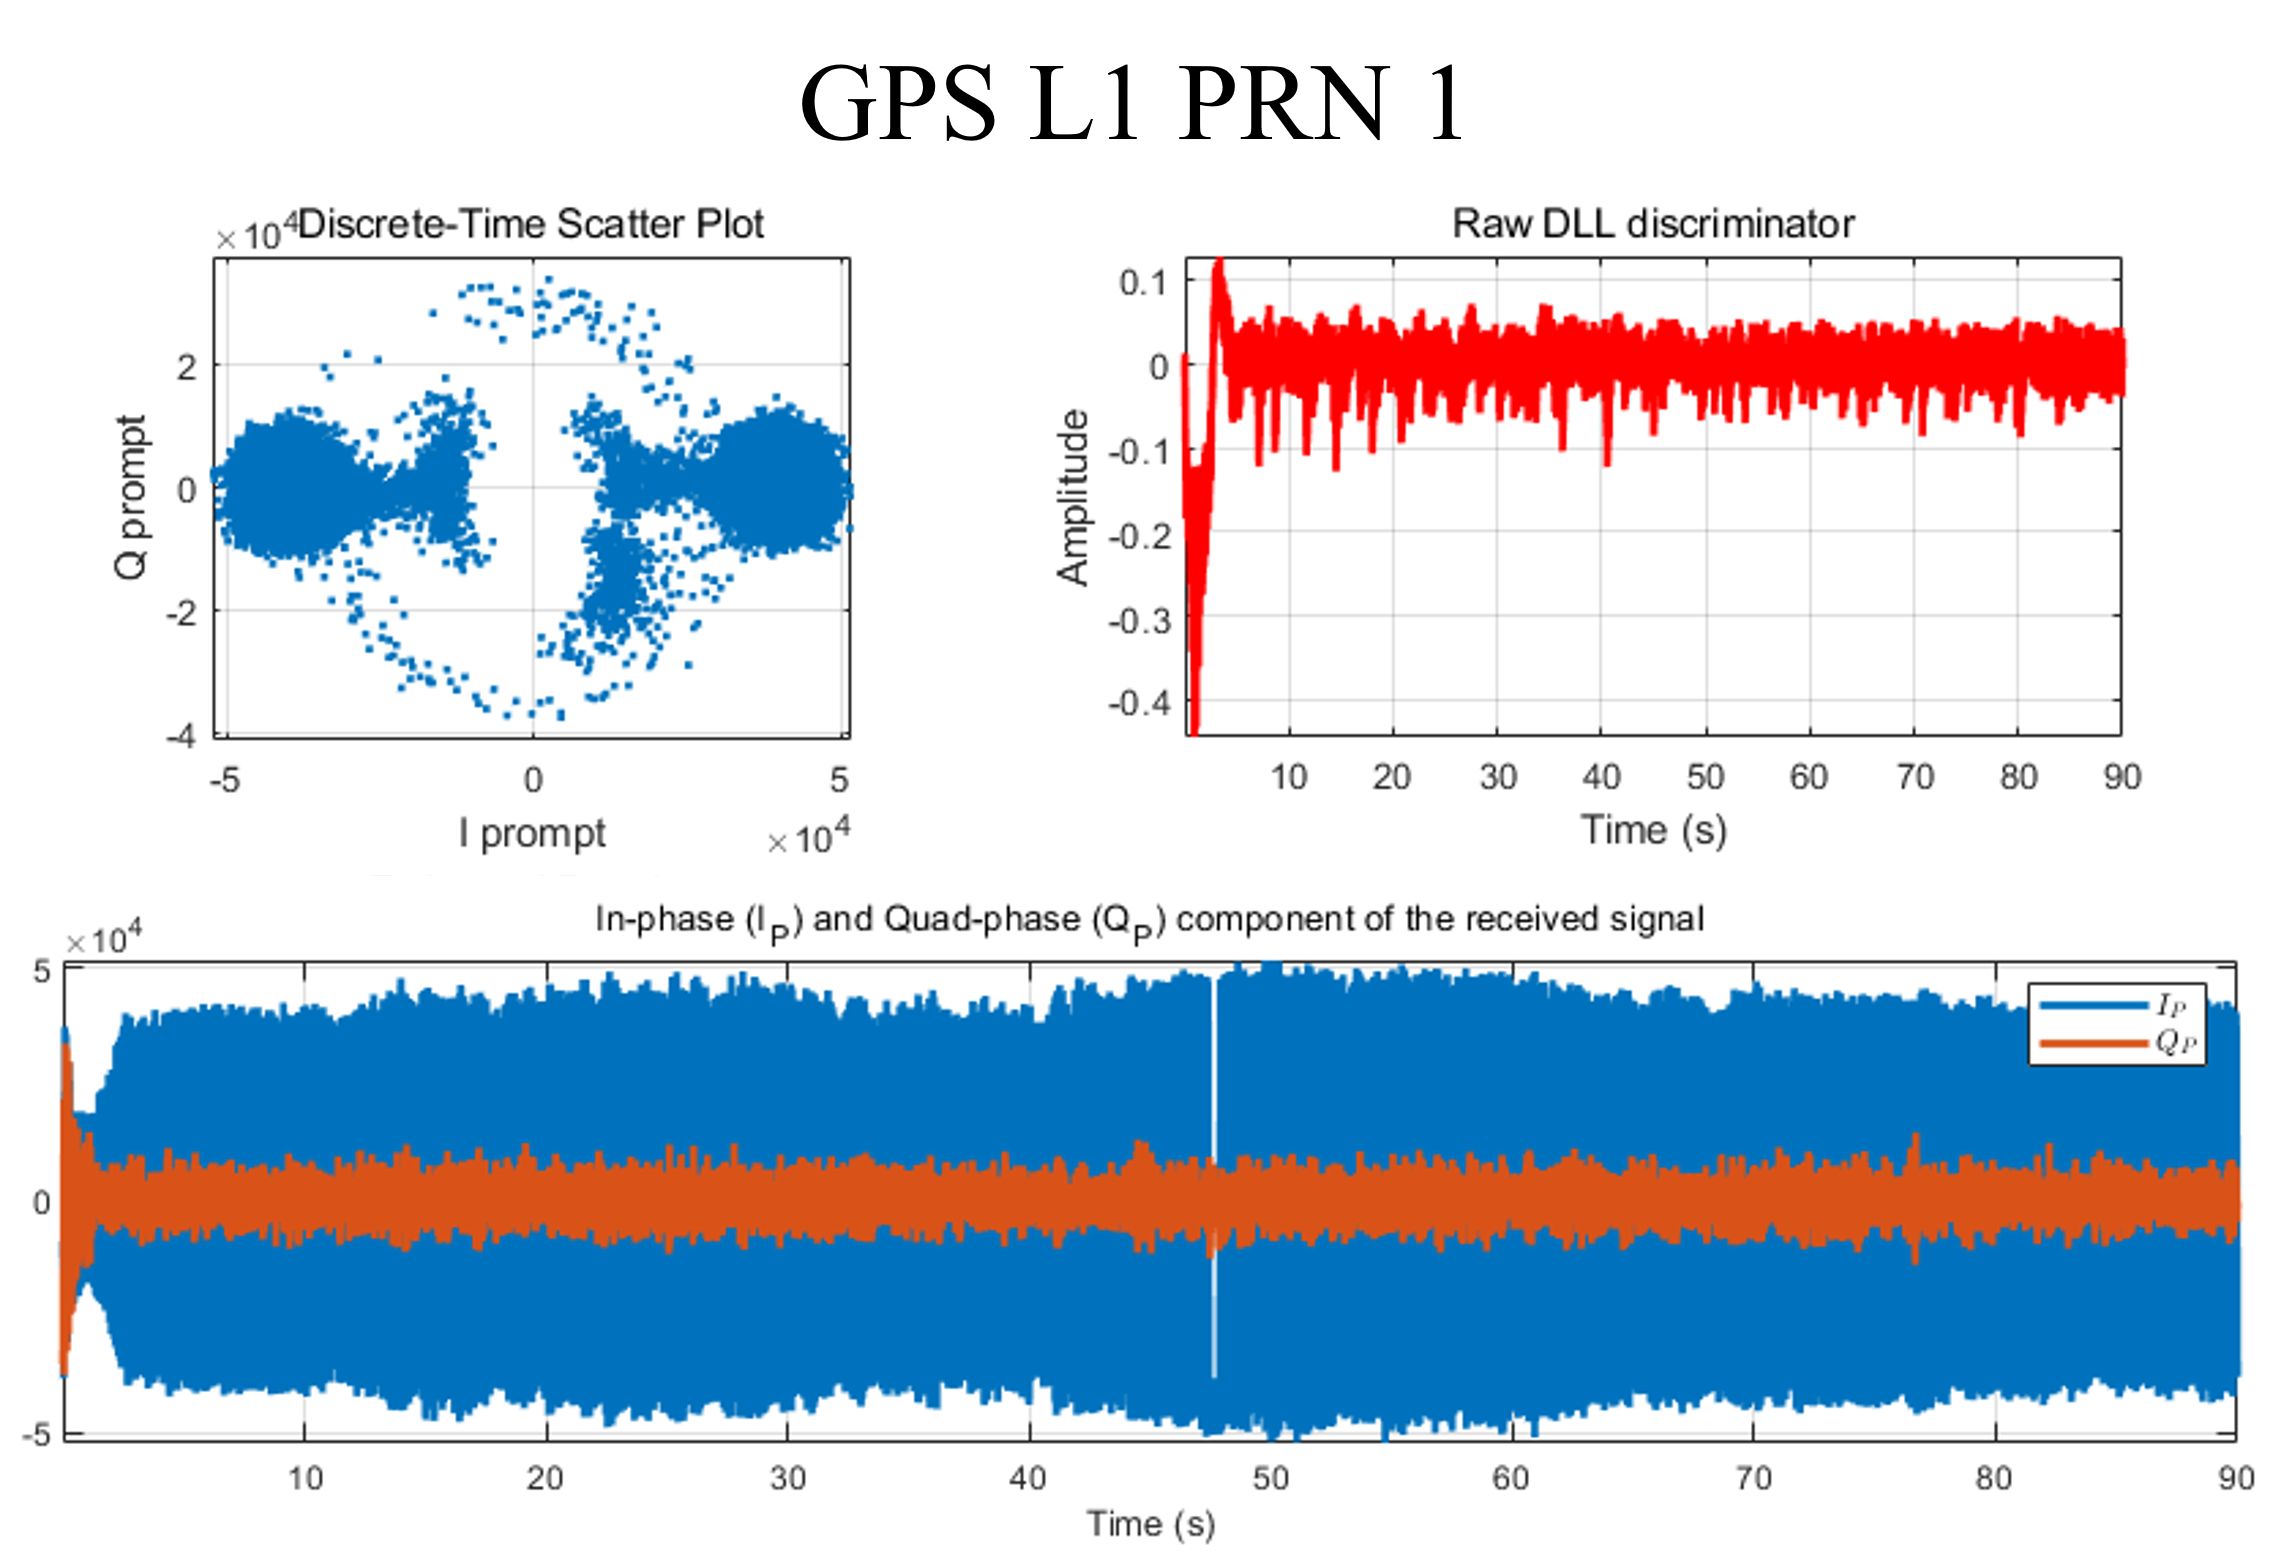 GPS L1 PRN 1
×10⁴ Discrete-Time Scatter Plot
2
0
-2
-4
Q prompt
-5 0 5
I prompt
×10⁴
Raw DLL discriminator
0.1
0
-0.1
-0.2
-0.3
-0.4
Amplitude
10 20 30 40 50 60 70 80 90
Time (s)
In-phase (I_P) and Quad-phase (Q_P) component of the received signal
×10⁴
5
0
-5
I_P
Q_P
10 20 30 40 50 60 70 80 90
Time (s)